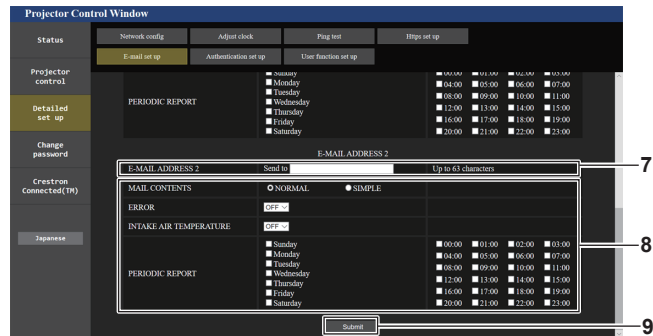 Projector Control Window
Status
Projector control
Detailed set up
Change password
Crestron Connected(TM)
Japanese
Network config Adjust clock Ping test Https set up
E-mail set up Authentication set up User function set up
PERIODIC REPORT
Sunday 00:00 01:00 02:00 03:00
Monday 04:00 05:00 06:00 07:00
Tuesday
Wednesday 08:00 09:00 10:00 11:00
Thursday 12:00 13:00 14:00 15:00
Friday 16:00 17:00 18:00 19:00
Saturday 20:00 21:00 22:00 23:00
E-MAIL ADDRESS 2
E-MAIL ADDRESS 2 Send to Up to 63 characters 7
MAIL CONTENTS NORMAL SIMPLE
ERROR OFF
INTAKE AIR TEMPERATURE OFF
8
PERIODIC REPORT
Sunday 00:00 01:00 02:00 03:00
Monday 04:00 05:00 06:00 07:00
Tuesday
Wednesday 08:00 09:00 10:00 11:00
Thursday 12:00 13:00 14:00 15:00
Friday 16:00 17:00 18:00 19:00
Saturday 20:00 21:00 22:00 23:00
Submit 9